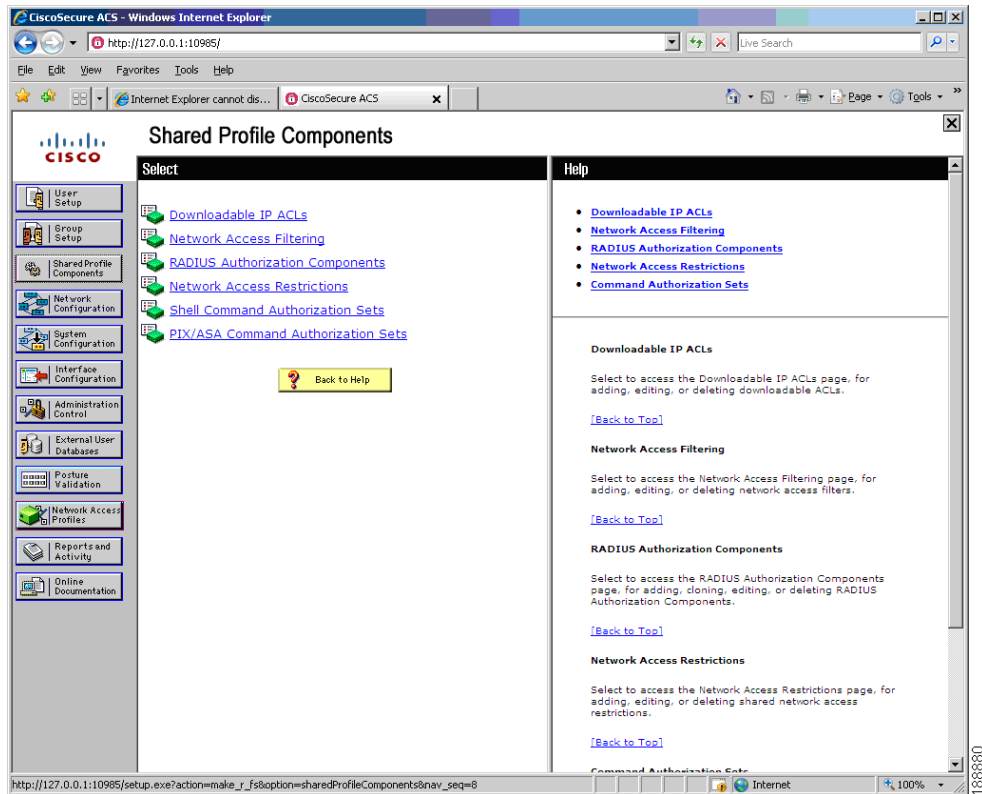 CiscoSecure ACS - Windows Internet Explorer
http://127.0.0.1:10985/
Live Search
File Edit View Favorites Tools Help
Internet Explorer cannot dis...
CiscoSecure ACS
Page
Tools
CISCO
Shared Profile Components
Select
User Setup
Group Setup
Shared Profile Components
Network Configuration
System Configuration
Interface Configuration
Administration Control
External User Databases
Posture Validation
Network Access Profiles
Reports and Activity
Online Documentation
Downloadable IP ACLs
Network Access Filtering
RADIUS Authorization Components
Network Access Restrictions
Shell Command Authorization Sets
PIX/ASA Command Authorization Sets
Back to Help
Help
Downloadable IP ACLs
Network Access Filtering
RADIUS Authorization Components
Network Access Restrictions
Command Authorization Sets
Downloadable IP ACLs
Select to access the Downloadable IP ACLs page, for
adding, editing, or deleting downloadable ACLs.
[Back to Top]
Network Access Filtering
Select to access the Network Access Filtering page, for
adding, editing, or deleting network access filters.
[Back to Top]
RADIUS Authorization Components
Select to access the RADIUS Authorization Components
page, for adding, cloning, editing, or deleting RADIUS
Authorization Components.
[Back to Top]
Network Access Restrictions
Select to access the Network Access Restrictions page, for
adding, editing, or deleting shared network access
restrictions.
[Back to Top]
Command Authorization Sets
http://127.0.0.1:10985/setup.exe?action=make_r_fs&option=sharedProfileComponents&nav_seq=8
Internet
100%
188880